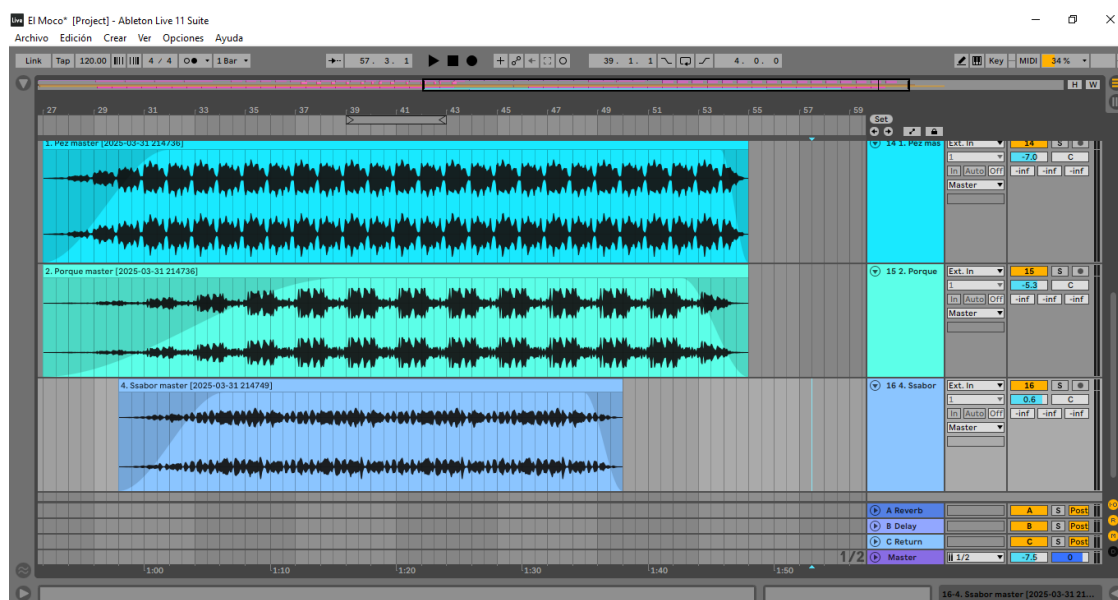 Live El Moco* [Project] - Ableton Live 11 Suite
Archivo Edición Crear Ver Opciones Ayuda
Link Tap 120.00 4 / 4 1 Bar 57. 3. 1 39. 1. 1 4. 0. 0 Key MIDI 34 %
H W
27 29 31 33 35 37 39 41 43 45 47 49 51 53 55 57 59
Set
1. Pez master [2025-03-31 214736] 14 1. Pez mas Ext. In 14 S
1 -7.0 C
In Auto Off -inf -inf -inf
Master
2. Porque master [2025-03-31 214736] 15 2. Porque Ext. In 15 S
1 -5.3 C
In Auto Off -inf -inf -inf
Master
4. Ssabor master [2025-03-31 214749] 16 4. Ssabor Ext. In 16 S
1 0.6 C
In Auto Off -inf -inf -inf
Master
A Reverb A S Post
B Delay B S Post
C Return C S Post
1/2 Master 1/2 -7.5 0
1:00 1:10 1:20 1:30 1:40 1:50
16-4. Ssabor master [2025-03-31 21...